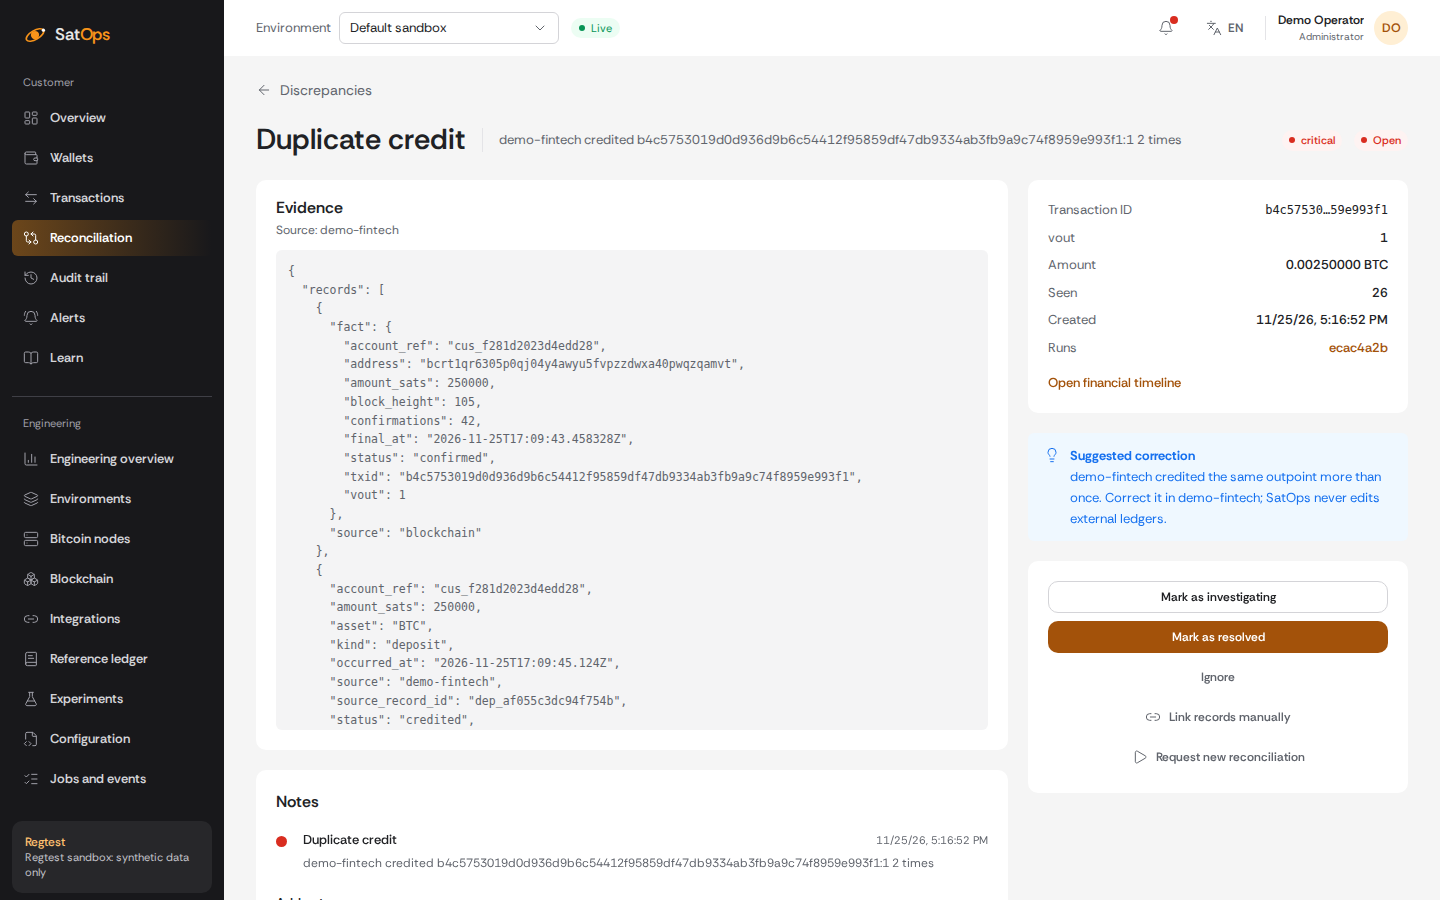 SatOps
Customer
Overview
Wallets
Transactions
Reconciliation
Audit trail
Alerts
Learn
Engineering
Engineering overview
Environments
Bitcoin nodes
Blockchain
Integrations
Reference ledger
Experiments
Configuration
Jobs and events
Regtest
Regtest sandbox: synthetic data
only
Environment
Default sandbox
Live
EN
Demo Operator
Administrator
DO
Discrepancies
Duplicate credit
demo-fintech credited b4c5753019d0d936d9b6c54412f95859df47db9334ab3fb9a9c74f8959e993f1:1 2 times
critical
Open
Evidence
Source: demo-fintech
{
"records": [
{
"fact": {
"account_ref": "cus_f281d2023d4edd28",
"address": "bcrt1qr6305p0qj04y4awyu5fvpzzdwxa40pwqzqamvt",
"amount_sats": 250000,
"block_height": 105,
"confirmations": 42,
"final_at": "2026-11-25T17:09:43.458328Z",
"status": "confirmed",
"txid": "b4c5753019d0d936d9b6c54412f95859df47db9334ab3fb9a9c74f8959e993f1",
"vout": 1
},
"source": "blockchain"
},
{
"account_ref": "cus_f281d2023d4edd28",
"amount_sats": 250000,
"asset": "BTC",
"kind": "deposit",
"occurred_at": "2026-11-25T17:09:45.124Z",
"source": "demo-fintech",
"source_record_id": "dep_af055c3dc94f754b",
"status": "credited",
Notes
Duplicate credit
11/25/26, 5:16:52 PM
demo-fintech credited b4c5753019d0d936d9b6c54412f95859df47db9334ab3fb9a9c74f8959e993f1:1 2 times
Transaction ID b4c57530…59e993f1
vout 1
Amount 0.00250000 BTC
Seen 26
Created 11/25/26, 5:16:52 PM
Runs ecac4a2b
Open financial timeline
Suggested correction
demo-fintech credited the same outpoint more than
once. Correct it in demo-fintech; SatOps never edits
external ledgers.
Mark as investigating
Mark as resolved
Ignore
Link records manually
Request new reconciliation